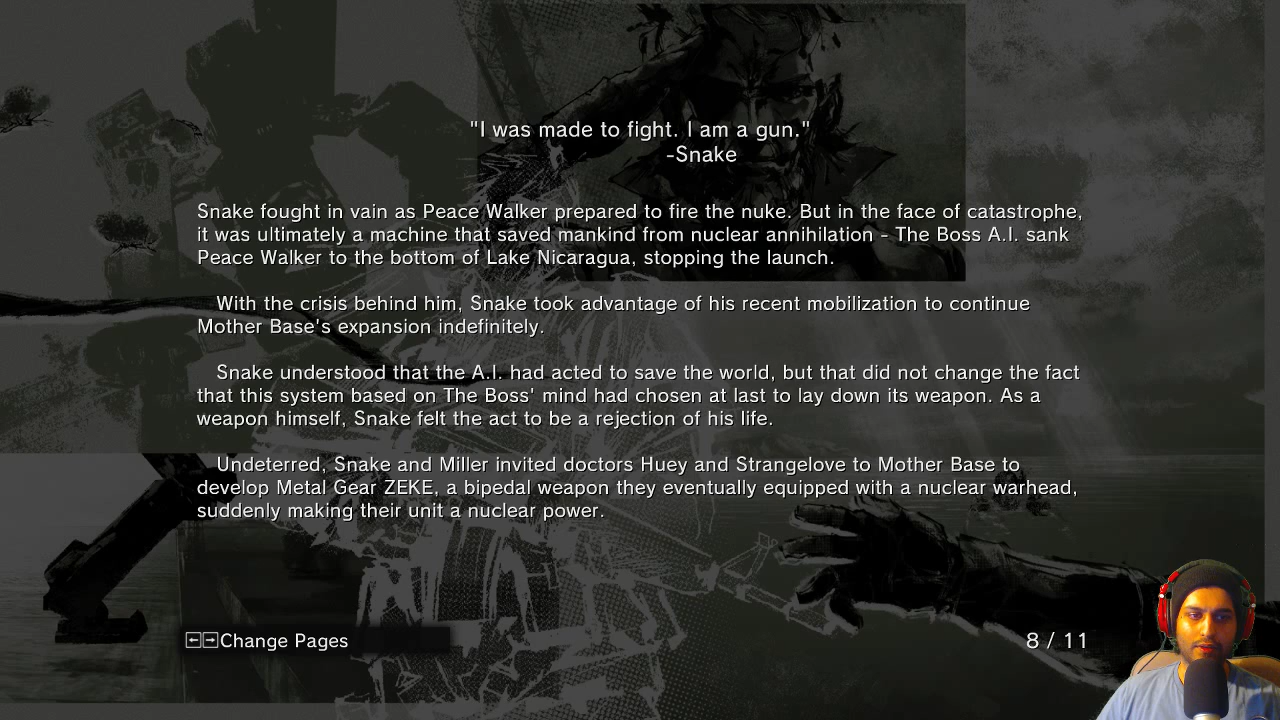 "I was made to fight. I am a gun."
-Snake
Snake fought in vain as Peace Walker prepared to fire the nuke. But in the face of catastrophe,
it was ultimately a machine that saved mankind from nuclear annihilation - The Boss A.I. sank
Peace Walker to the bottom of Lake Nicaragua, stopping the launch.
With the crisis behind him, Snake took advantage of his recent mobilization to continue
Mother Base's expansion indefinitely.
Snake understood that the A.I. had acted to save the world, but that did not change the fact
that this system based on The Boss' mind had chosen at last to lay down its weapon. As a
weapon himself, Snake felt the act to be a rejection of his life.
Undeterred, Snake and Miller invited doctors Huey and Strangelove to Mother Base to
develop Metal Gear ZEKE, a bipedal weapon they eventually equipped with a nuclear warhead,
suddenly making their unit a nuclear power.
←→Change Pages
8 / 11